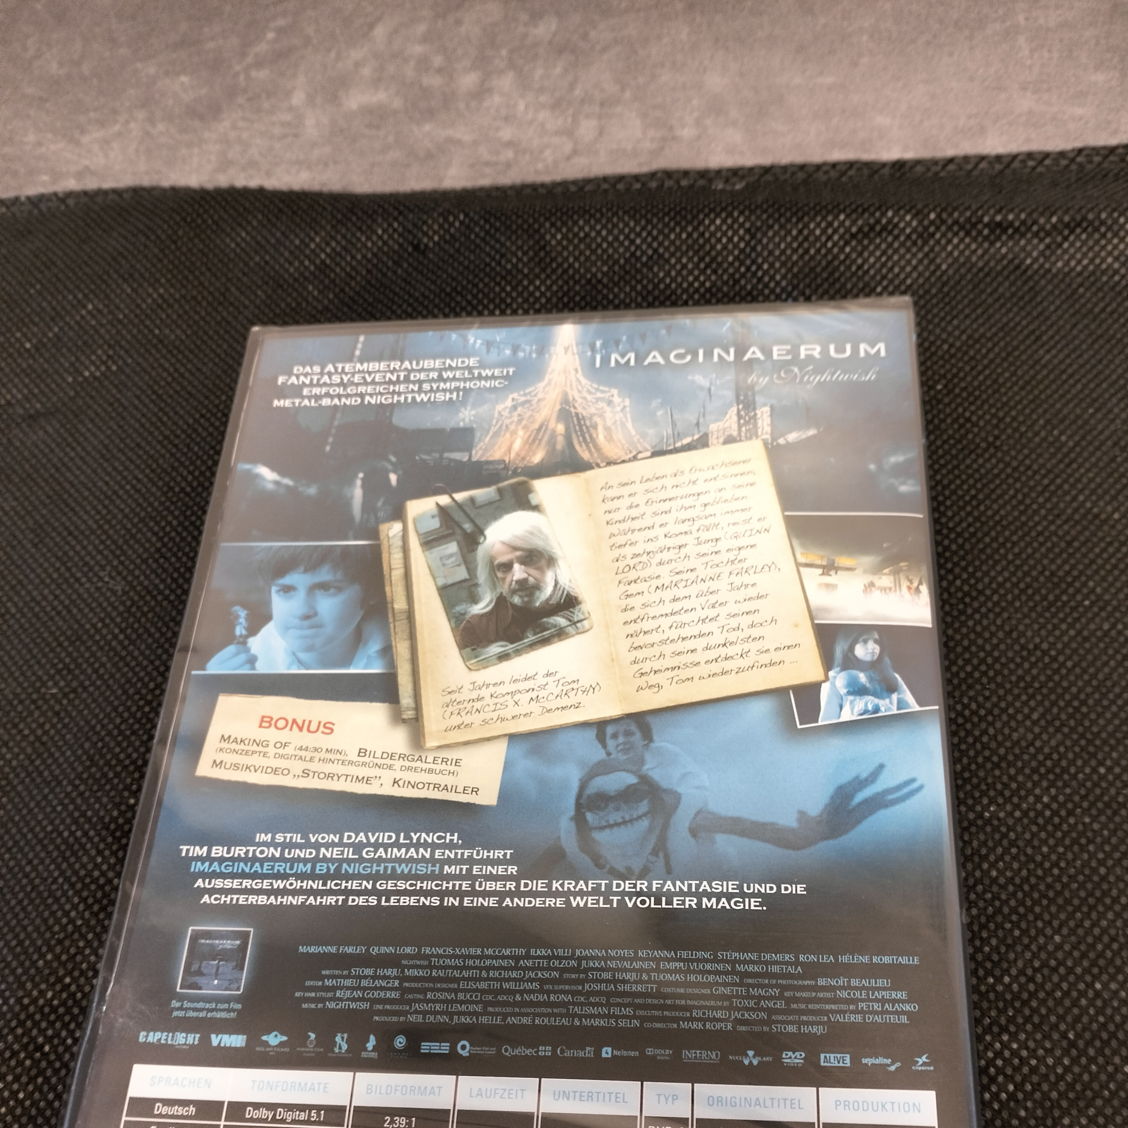 DAS ATEMBERAUBENDE
FANTASY-EVENT DER WELTWEIT
ERFOLGREICHEN SYMPHONIC-
METAL-BAND NIGHTWISH!
IMAGINAERUM
by Nightwish
An sein Leben als Erwachsener
kann er sich nicht entsinnen,
nur die Erinnerungen an seine
Kindheit sind ihm geblieben
Während er langsam immer
tiefer ins Koma fällt, reist er
als zehnjähriger Junge (QUINN
LORD) durch seine eigene
Fantasie. Seine Tochter
Gem (MARIANNE FARLEY),
die sich dem über Jahre
entfremdeten Vater wieder
nähert, fürchtet seinen
bevorstehenden Tod, doch
durch seine dunkelsten
Geheimnisse entdeckt sie einen
Weg, Tom wiederzufinden ...
Seit Jahren leidet der
alternde Komponist Tom
(FRANCIS X. McCARTHY)
unter schwerer Demenz.
BONUS
MAKING OF (44:30 MIN), BILDERGALERIE
(KONZEPTE, DIGITALE HINTERGRÜNDE, DREHBUCH)
MUSIKVIDEO „STORYTIME”, KINOTRAILER
IM STIL VON DAVID LYNCH,
TIM BURTON UND NEIL GAIMAN ENTFÜHRT
IMAGINAERUM BY NIGHTWISH MIT EINER
AUSSERGEWÖHNLICHEN GESCHICHTE ÜBER DIE KRAFT DER FANTASIE UND DIE
ACHTERBAHNFAHRT DES LEBENS IN EINE ANDERE WELT VOLLER MAGIE.
Der Soundtrack zum Film
jetzt überall erhältlich!
MARIANNE FARLEY QUINN LORD FRANCIS-XAVIER MCCARTHY ILKKA VILLI JOANNA NOYES KEYANNA FIELDING STÉPHANE DEMERS RON LEA HÉLÈNE ROBITAILLE
NIGHTWISH TUOMAS HOLOPAINEN ANETTE OLZON JUKKA NEVALAINEN EMPPU VUORINEN MARKO HIETALA
WRITTEN BY STOBE HARJU, MIKKO RAUTALAHTI & RICHARD JACKSON STORY BY STOBE HARJU & TUOMAS HOLOPAINEN DIRECTOR OF PHOTOGRAPHY BENOÎT BEAULIEU
EDITOR MATHIEU BÉLANGER PRODUCTION DESIGNER ELISABETH WILLIAMS VFX SUPERVISOR JOSHUA SHERRETT COSTUME DESIGNER GINETTE MAGNY KEY MAKEUP ARTIST NICOLE LAPIERRE
KEY HAIR STYLIST RÉJEAN GODERRE CASTING ROSINA BUCCI CDC, ADCQ & NADIA RONA CDC, ADCQ CONCEPT AND DESIGN ART FOR IMAGINAERUM BY TOXIC ANGEL MUSIC REINTERPRETED BY PETRI ALANKO
MUSIC BY NIGHTWISH LINE PRODUCER JASMYRH LEMOINE PRODUCED IN ASSOCIATION WITH TALISMAN FILMS EXECUTIVE PRODUCER RICHARD JACKSON ASSOCIATE PRODUCER VALÉRIE D'AUTEUIL
PRODUCED BY NEIL DUNN, JUKKA HELLE, ANDRÉ ROULEAU & MARKUS SELIN CO-DIRECTOR MARK ROPER DIRECTED BY STOBE HARJU
CAPELIGHT VMP Québec Canada Nelonen DOLBY DIGITAL INFERNO NUCLEAR BLAST DVD VIDEO ALIVE sepialine caparal
SPRACHEN TONFORMATE BILDFORMAT LAUFZEIT UNTERTITEL TYP ORIGINALTITEL PRODUKTION
Deutsch Dolby Digital 5.1 2,39:1